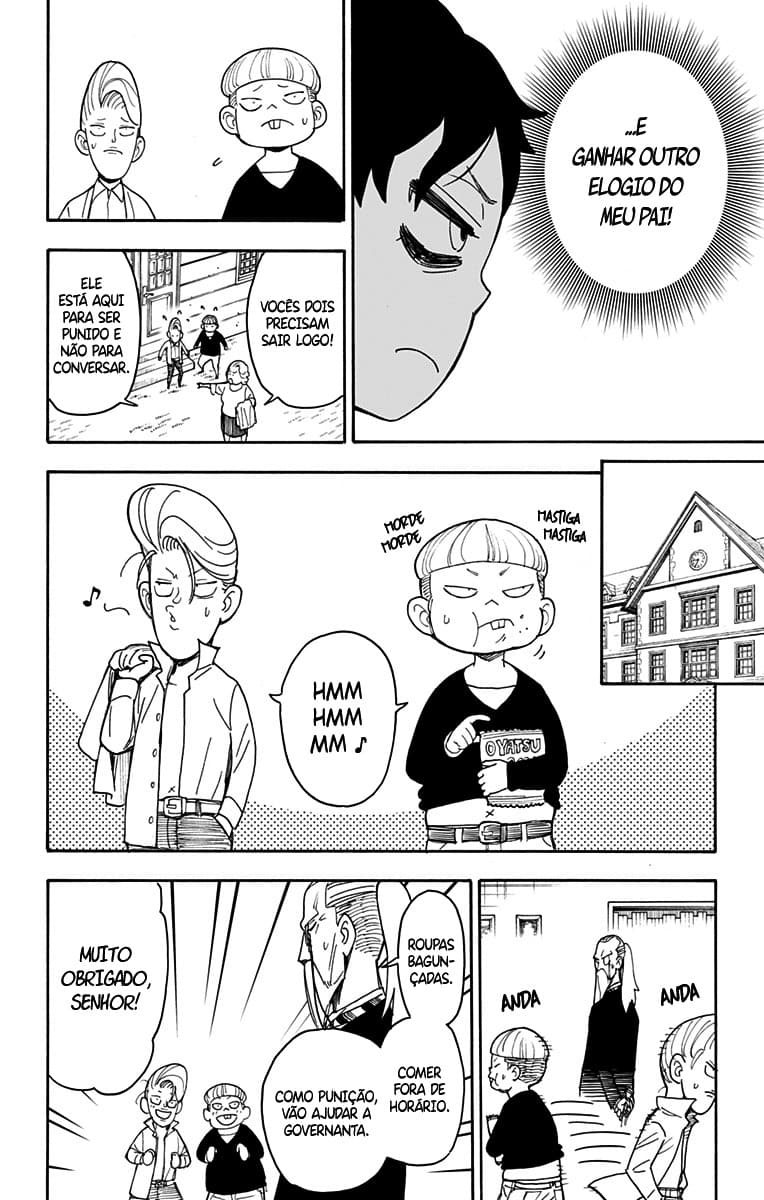 ...E
GANHAR OUTRO
ELOGIO DO
MEU PAI!
VOCÊS DOIS
PRECISAM
SAIR LOGO!
ELE
ESTÁ AQUI
PARA SER
PUNIDO E
NÃO PARA
CONVERSAR.
MASTIGA
MASTIGA
MORDE
MORDE
OYATSU
HMM
HMM
MM ♪
♪
ANDA
ANDA
ROUPAS
BAGUN-
ÇADAS.
COMER
FORA DE
HORÁRIO.
COMO PUNIÇÃO,
VÃO AJUDAR A
GOVERNANTA.
MUITO
OBRIGADO,
SENHOR!